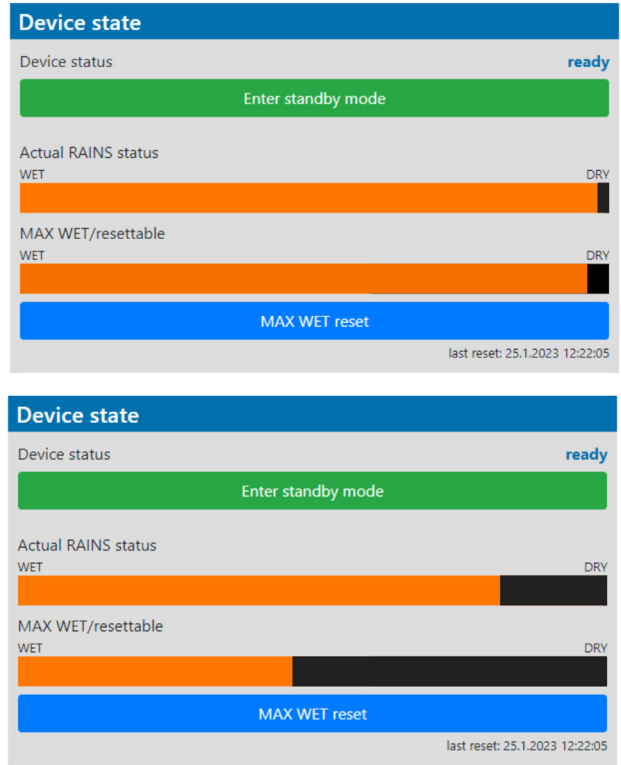 Device state
Device status ready
Enter standby mode
Actual RAINS status
WET DRY
MAX WET/resettable
WET DRY
MAX WET reset
last reset: 25.1.2023 12:22:05
Device state
Device status ready
Enter standby mode
Actual RAINS status
WET DRY
MAX WET/resettable
WET DRY
MAX WET reset
last reset: 25.1.2023 12:22:05